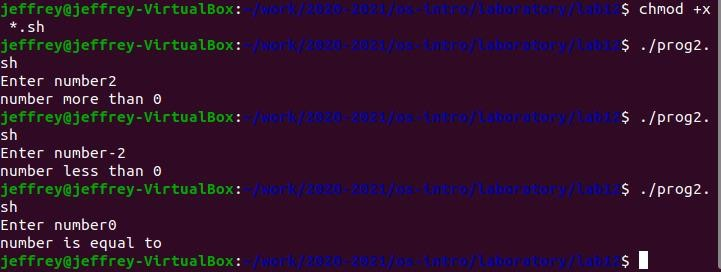 jeffrey@jeffrey-VirtualBox:~/work/2020-2021/os-intro/laboratory/lab12$ chmod +x
 *.sh
jeffrey@jeffrey-VirtualBox:~/work/2020-2021/os-intro/laboratory/lab12$ ./prog2.
sh
Enter number2
number more than 0
jeffrey@jeffrey-VirtualBox:~/work/2020-2021/os-intro/laboratory/lab12$ ./prog2.
sh
Enter number-2
number less than 0
jeffrey@jeffrey-VirtualBox:~/work/2020-2021/os-intro/laboratory/lab12$ ./prog2.
sh
Enter number0
number is equal to
jeffrey@jeffrey-VirtualBox:~/work/2020-2021/os-intro/laboratory/lab12$